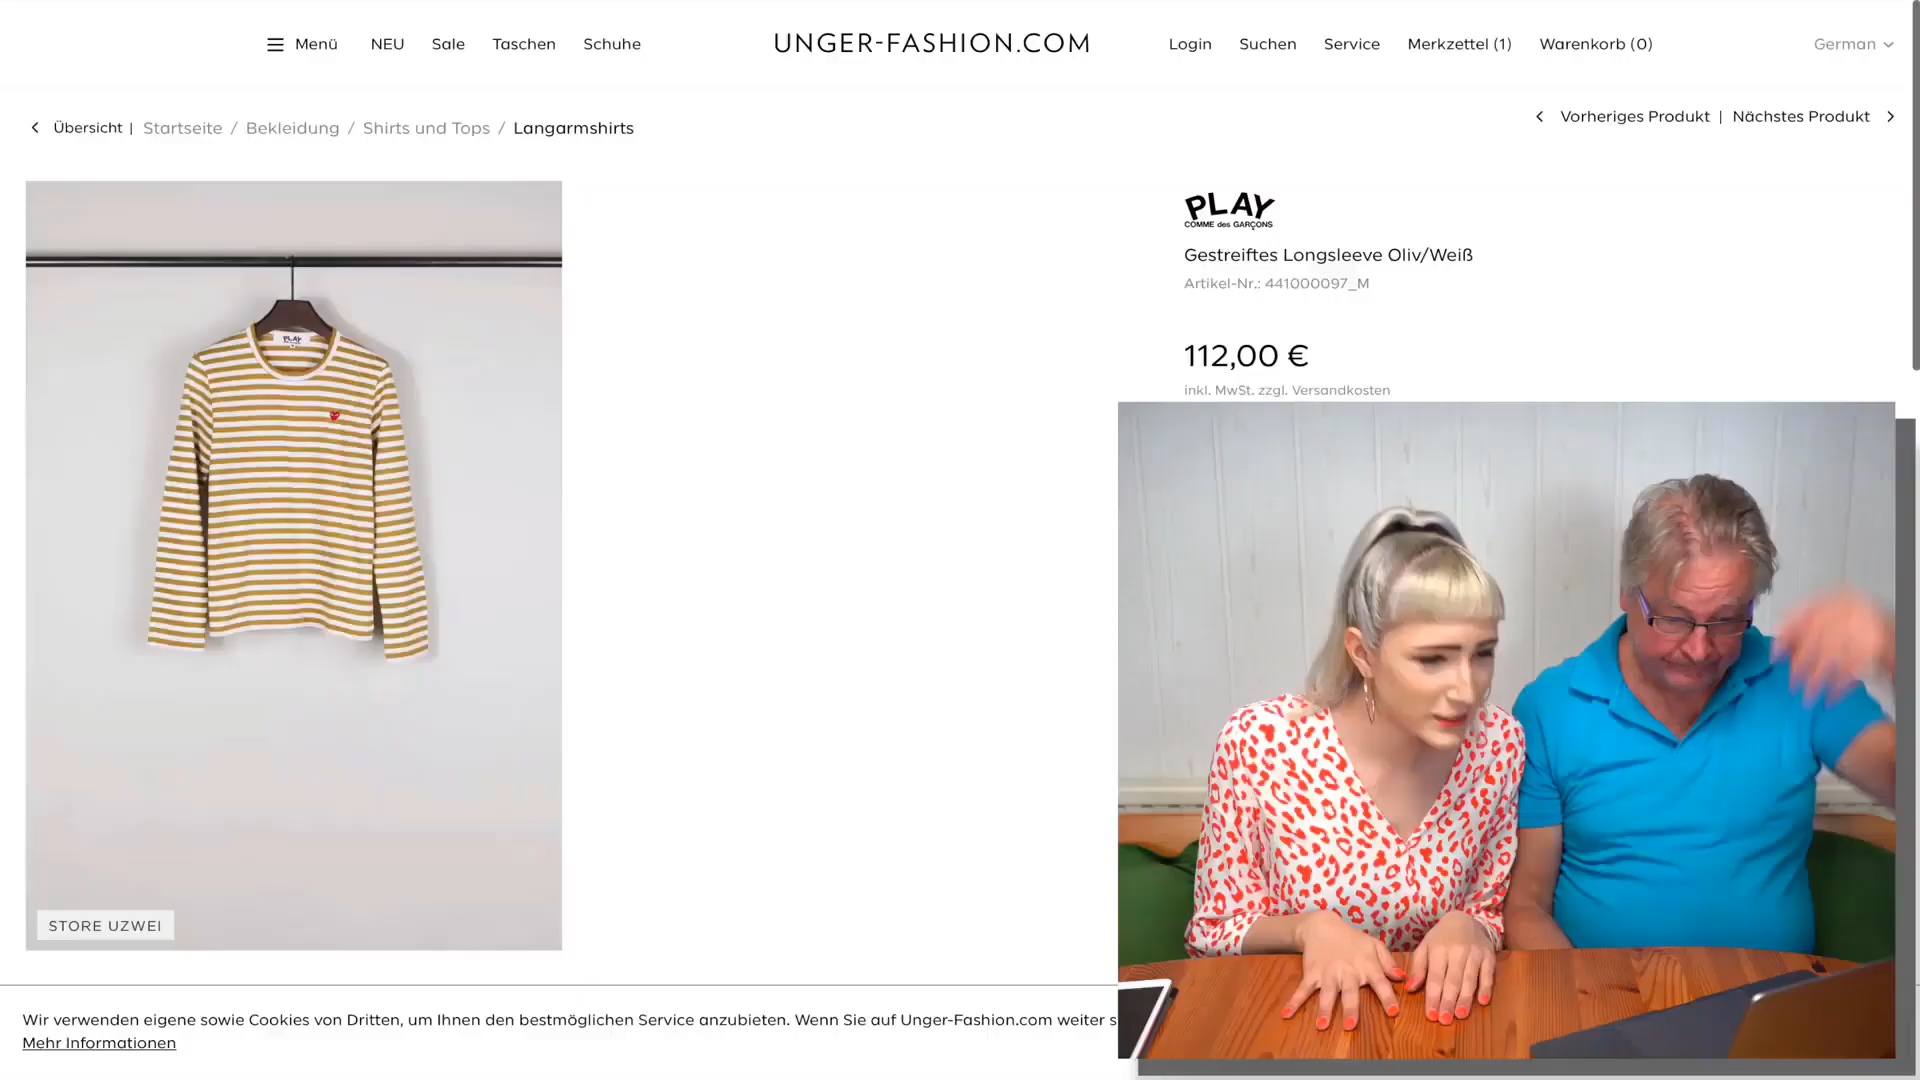 Menü
NEU
Sale
Taschen
Schuhe
UNGER-FASHION.COM
Login
Suchen
Service
Merkzettel (1)
Warenkorb (0)
German
Übersicht | Startseite / Bekleidung / Shirts und Tops / Langarmshirts
Vorheriges Produkt | Nächstes Produkt
PLAY
COMME des GARÇONS
Gestreiftes Longsleeve Oliv/Weiß
Artikel-Nr.: 441000097_M
112,00 €
inkl. MwSt. zzgl. Versandkosten
PLAY
STORE UZWEI
Wir verwenden eigene sowie Cookies von Dritten, um Ihnen den bestmöglichen Service anzubieten. Wenn Sie auf Unger-Fashion.com weiter s
Mehr Informationen